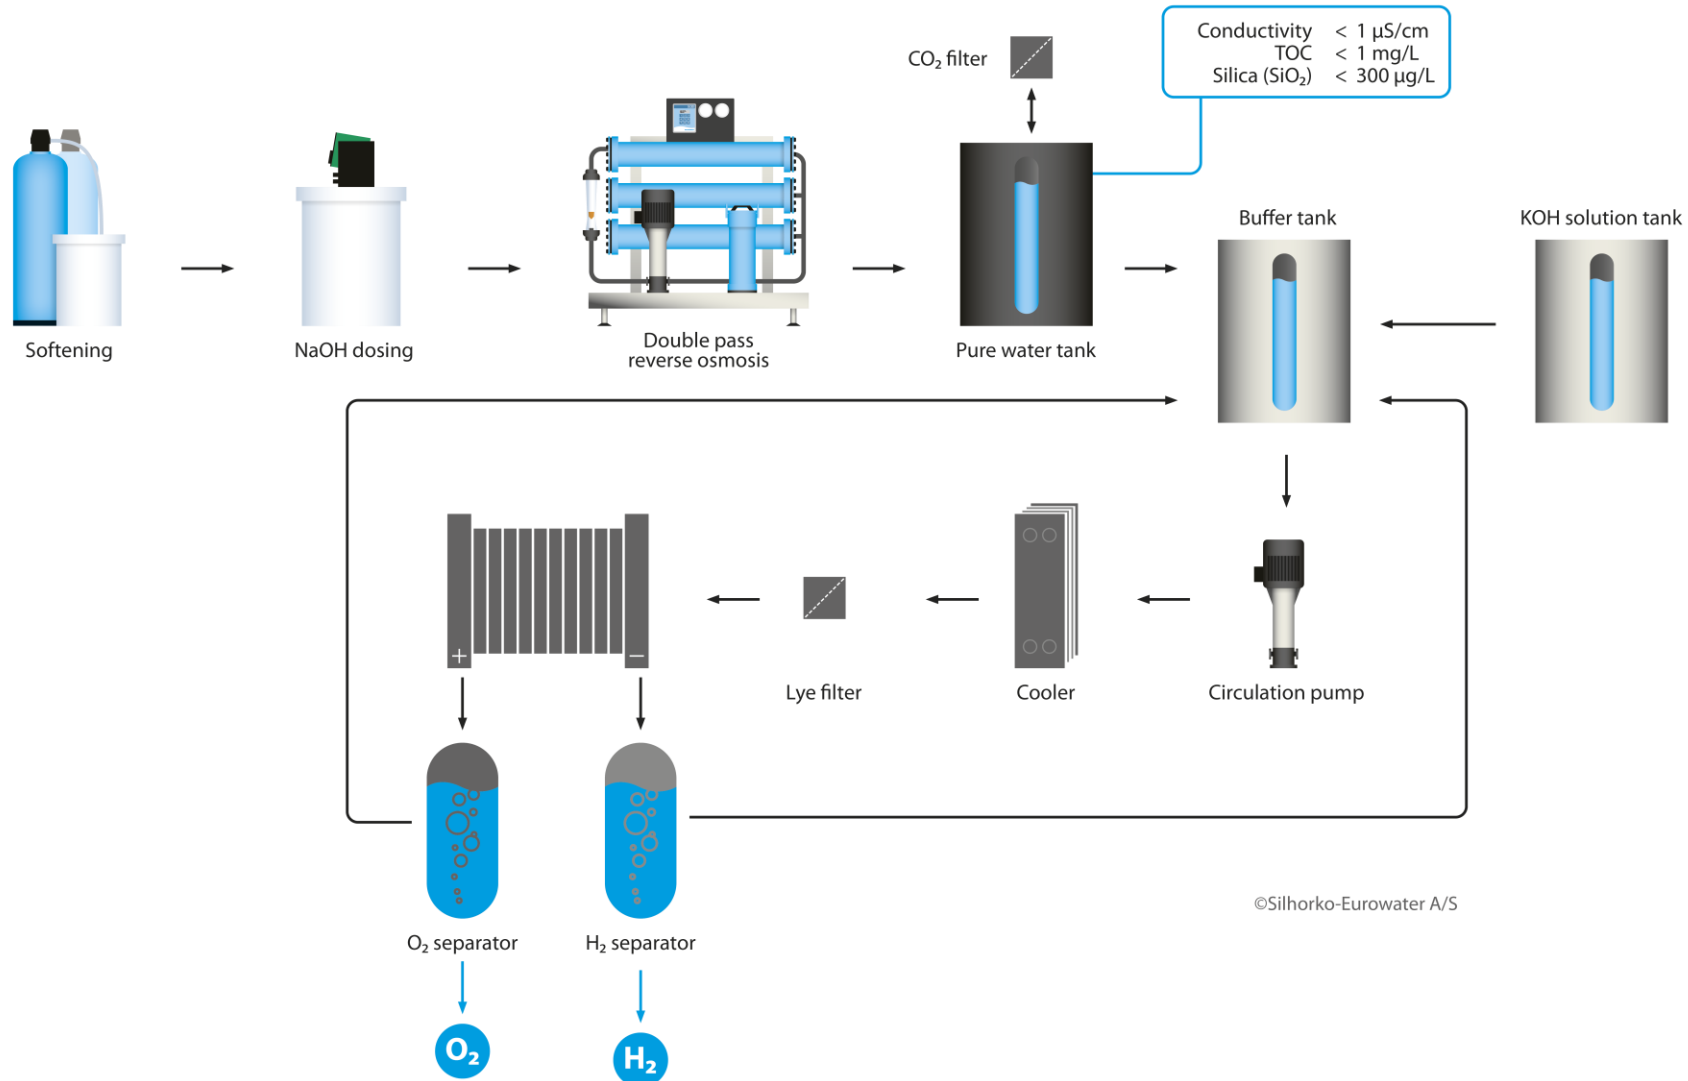 CO₂ filter
Conductivity < 1 µS/cm
TOC < 1 mg/L
Silica (SiO₂) < 300 µg/L
Buffer tank
KOH solution tank
Softening
NaOH dosing
Double pass
reverse osmosis
Pure water tank
+
−
Lye filter
Cooler
Circulation pump
©Silhorko-Eurowater A/S
O₂ separator
H₂ separator
O₂
H₂